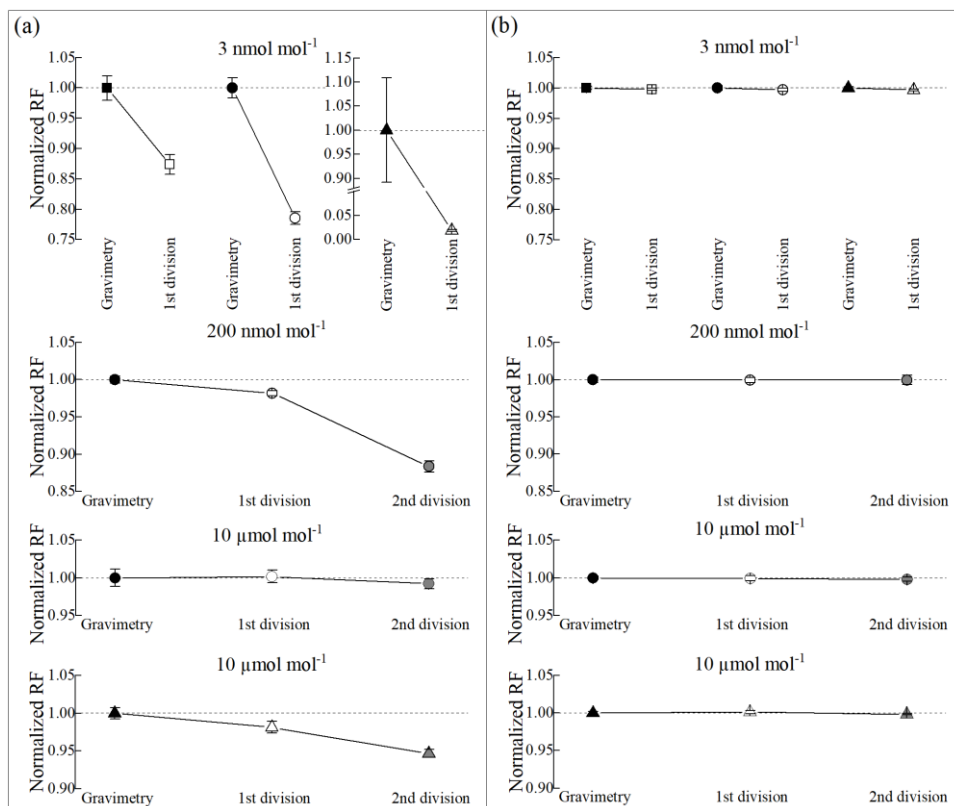 (a)
3 nmol mol-1
Normalized RF
1.05
1.00
0.95
0.90
0.85
0.80
0.75
Gravimetry
1st division
Gravimetry
1st division
1.15
1.10
1.05
1.00
0.95
0.90
0.05
0.00
Gravimetry
1st division
200 nmol mol-1
Normalized RF
1.05
1.00
0.95
0.90
0.85
Gravimetry
1st division
2nd division
10 µmol mol-1
Normalized RF
1.05
1.00
0.95
Gravimetry
1st division
2nd division
10 µmol mol-1
Normalized RF
1.05
1.00
0.95
0.90
Gravimetry
1st division
2nd division
(b)
3 nmol mol-1
Normalized RF
1.05
1.00
0.95
0.90
0.85
0.80
0.75
Gravimetry
1st division
Gravimetry
1st division
Gravimetry
1st division
200 nmol mol-1
Normalized RF
1.05
1.00
0.95
0.90
0.85
Gravimetry
1st division
2nd division
10 µmol mol-1
Normalized RF
1.05
1.00
0.95
Gravimetry
1st division
2nd division
10 µmol mol-1
Normalized RF
1.05
1.00
0.95
0.90
Gravimetry
1st division
2nd division